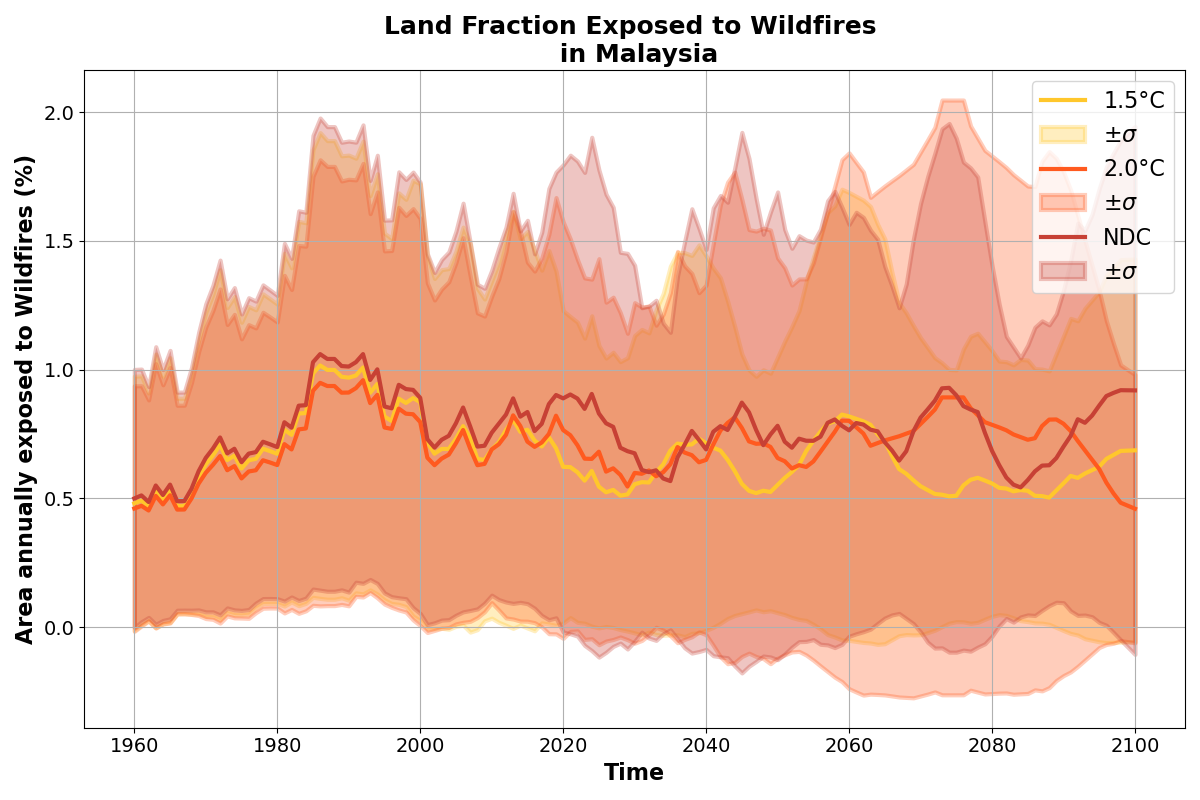 Land Fraction Exposed to Wildfires
in Malaysia
Area annually exposed to Wildfires (%)
2.0
1.5
1.0
0.5
0.0
1.5°C
±σ
2.0°C
±σ
NDC
±σ
1960 1980 2000 2020 2040 2060 2080 2100
Time